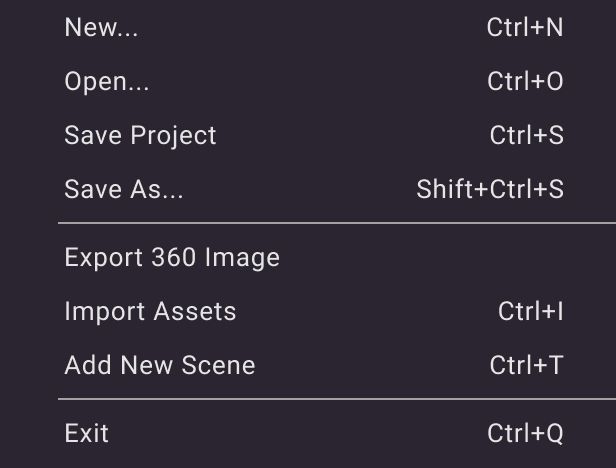 New... Ctrl+N
Open... Ctrl+O
Save Project Ctrl+S
Save As... Shift+Ctrl+S
Export 360 Image
Import Assets Ctrl+I
Add New Scene Ctrl+T
Exit Ctrl+Q